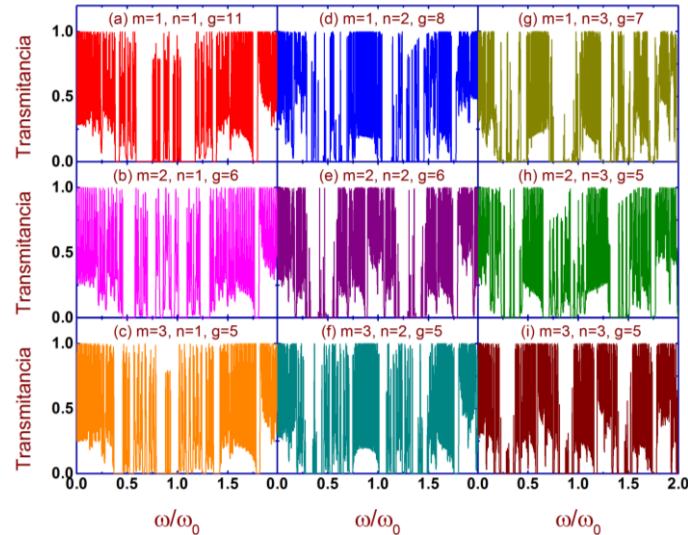 (a) m=1, n=1, g=11 (d) m=1, n=2, g=8 (g) m=1, n=3, g=7
Transmitancia
1.0
0.5
0.0
(b) m=2, n=1, g=6 (e) m=2, n=2, g=6 (h) m=2, n=3, g=5
Transmitancia
1.0
0.5
0.0
(c) m=3, n=1, g=5 (f) m=3, n=2, g=5 (i) m=3, n=3, g=5
Transmitancia
1.0
0.5
0.0
0.0 0.5 1.0 1.5 0.0 0.5 1.0 1.5 0.0 0.5 1.0 1.5 2.0
ω/ω₀ ω/ω₀ ω/ω₀